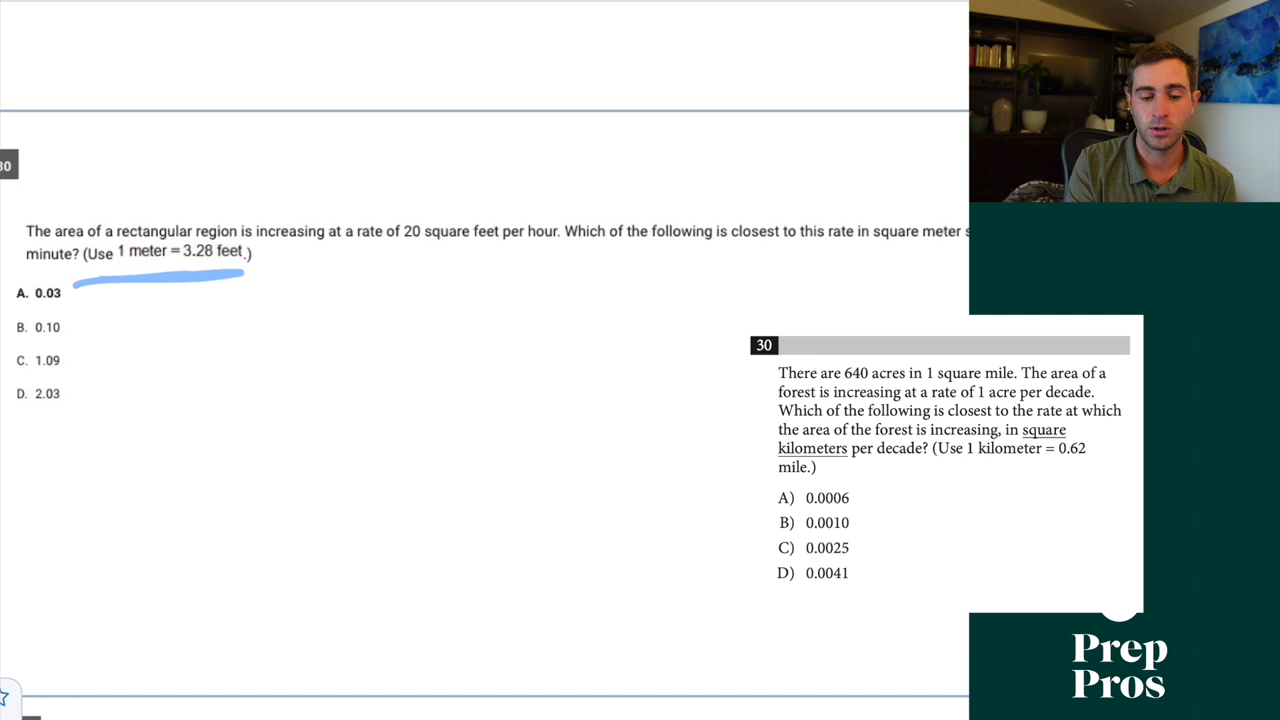 30
The area of a rectangular region is increasing at a rate of 20 square feet per hour. Which of the following is closest to this rate in square meter
minute? (Use 1 meter = 3.28 feet.)
A. 0.03
B. 0.10
C. 1.09
D. 2.03
30
There are 640 acres in 1 square mile. The area of a
forest is increasing at a rate of 1 acre per decade.
Which of the following is closest to the rate at which
the area of the forest is increasing, in square
kilometers per decade? (Use 1 kilometer = 0.62
mile.)
A) 0.0006
B) 0.0010
C) 0.0025
D) 0.0041
Prep
Pros